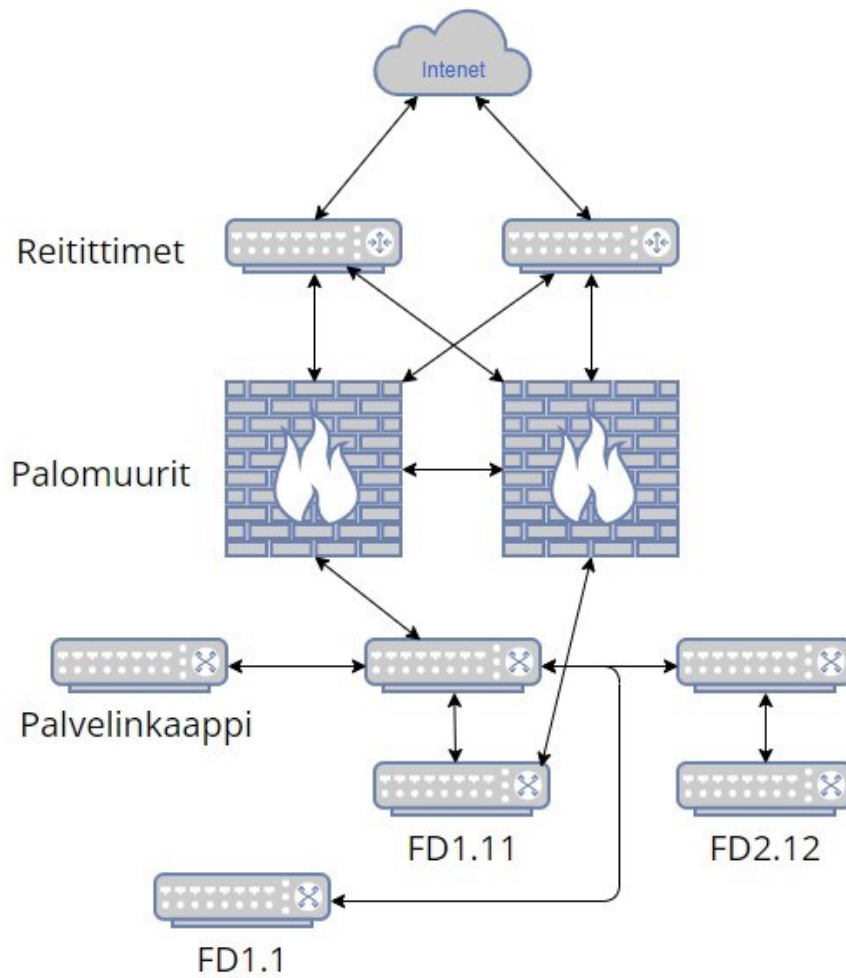 Intenet
Reitittimet
Palomuurit
Palvelinkaappi
FD1.11
FD2.12
FD1.1